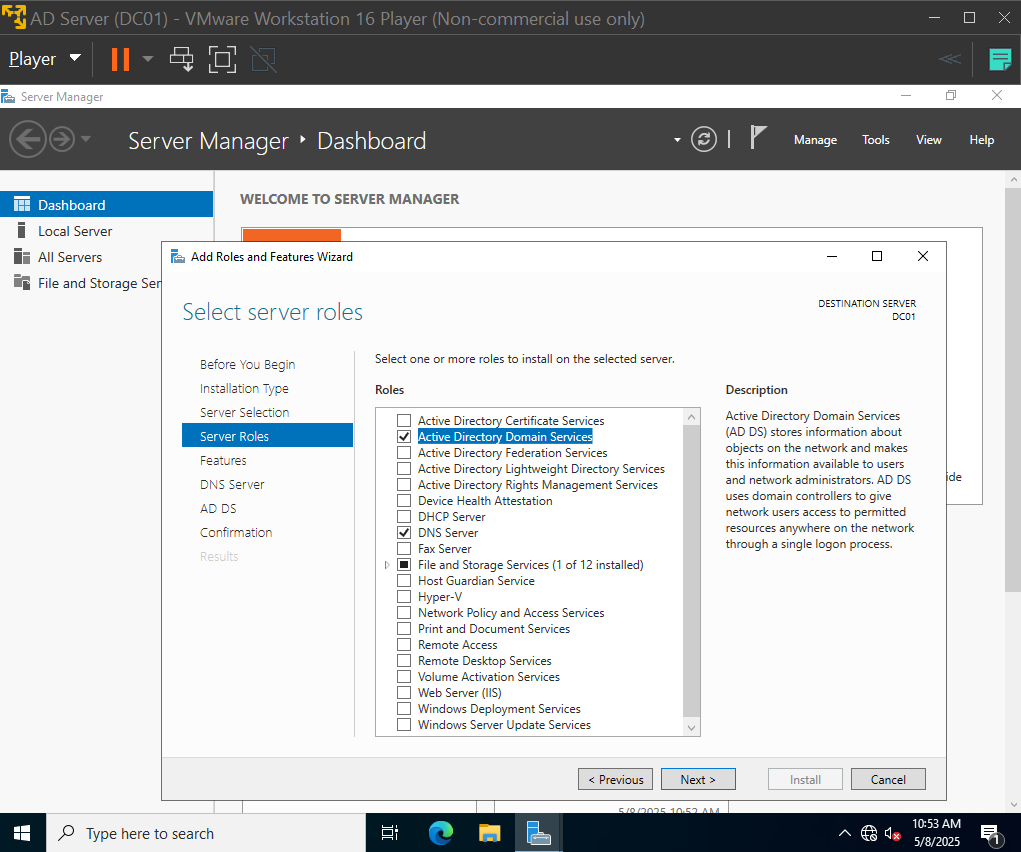 AD Server (DC01) - VMware Workstation 16 Player (Non-commercial use only)
Player
Server Manager
Server Manager ‣ Dashboard
Manage Tools View Help
Dashboard
Local Server
All Servers
File and Storage Ser
WELCOME TO SERVER MANAGER
Add Roles and Features Wizard
Select server roles
DESTINATION SERVER
DC01
Before You Begin
Installation Type
Server Selection
Server Roles
Features
DNS Server
AD DS
Confirmation
Results
Select one or more roles to install on the selected server.
Roles
Active Directory Certificate Services
Active Directory Domain Services
Active Directory Federation Services
Active Directory Lightweight Directory Services
Active Directory Rights Management Services
Device Health Attestation
DHCP Server
DNS Server
Fax Server
File and Storage Services (1 of 12 installed)
Host Guardian Service
Hyper-V
Network Policy and Access Services
Print and Document Services
Remote Access
Remote Desktop Services
Volume Activation Services
Web Server (IIS)
Windows Deployment Services
Windows Server Update Services
Description
Active Directory Domain Services
(AD DS) stores information about
objects on the network and makes
this information available to users
and network administrators. AD DS
uses domain controllers to give
network users access to permitted
resources anywhere on the network
through a single logon process.
ide
< Previous
Next >
Install
Cancel
5/8/2025 10:52 AM
Type here to search
10:53 AM
5/8/2025
1